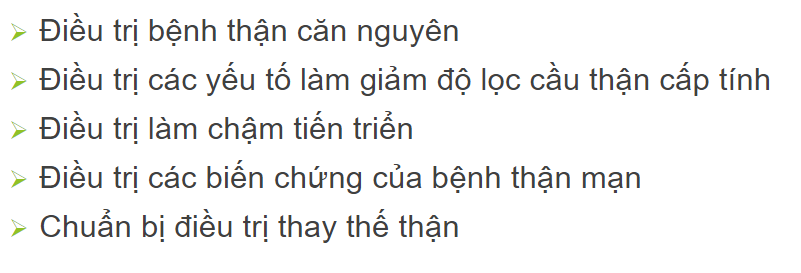 Điều trị bệnh thận căn nguyên
Điều trị các yếu tố làm giảm độ lọc cầu thận cấp tính
Điều trị làm chậm tiến triển
Điều trị các biến chứng của bệnh thận mạn
Chuẩn bị điều trị thay thế thận